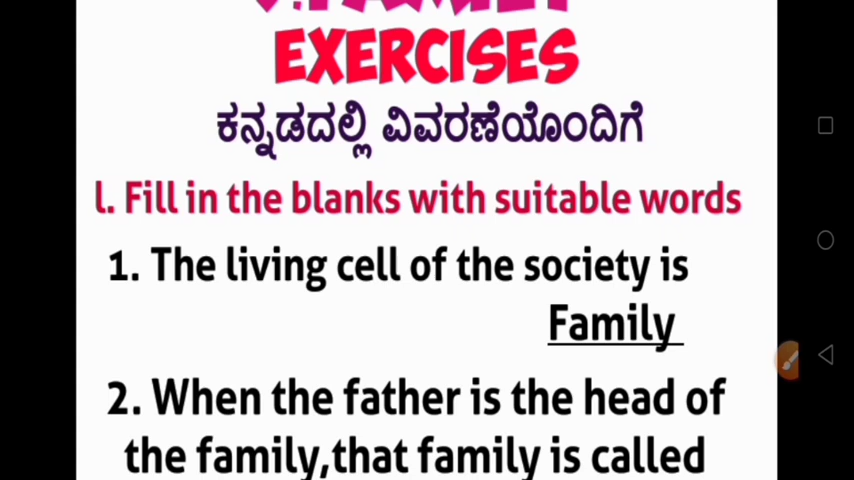 EXERCISES
ಕನ್ನಡದಲ್ಲಿ ವಿವರಣೆಯೊಂದಿಗೆ
l. Fill in the blanks with suitable words
1. The living cell of the society is
Family
2. When the father is the head of
the family,that family is called